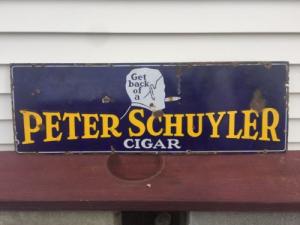 Get
back
of a
PETER SCHUYLER
CIGAR